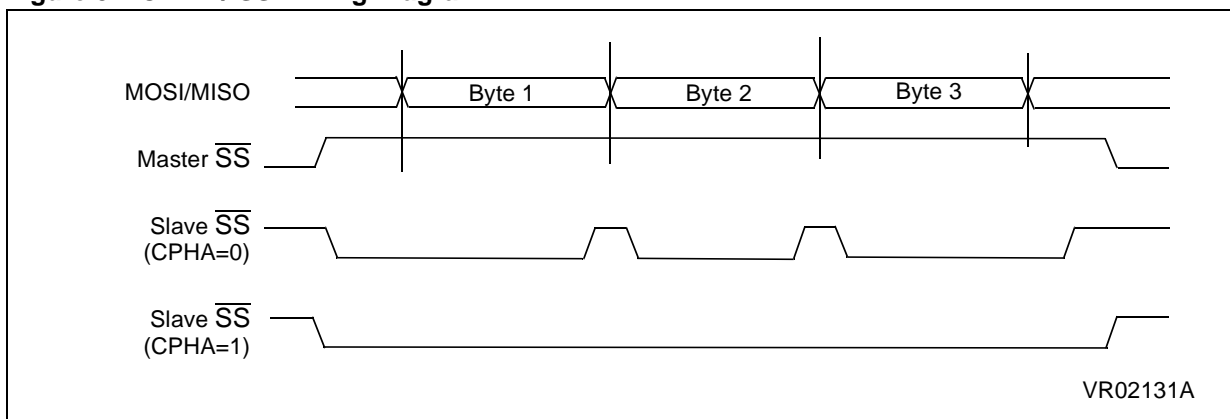 MOSI/MISO
Byte 1
Byte 2
Byte 3
Master SS
Slave SS
(CPHA=0)
Slave SS
(CPHA=1)
VR02131A